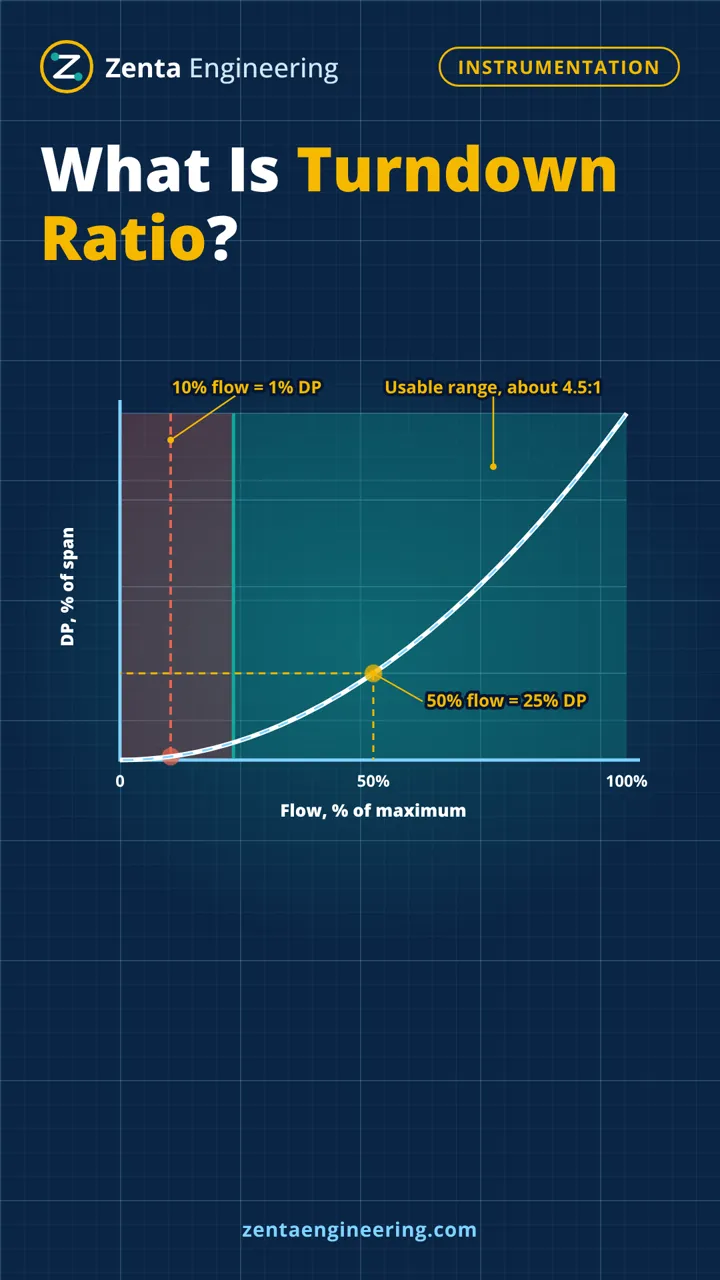 Zenta Engineering
INSTRUMENTATION
What Is Turndown
Ratio?
10% flow = 1% DP
Usable range, about 4.5:1
DP, % of span
50% flow = 25% DP
0
50%
100%
Flow, % of maximum
zentaengineering.com